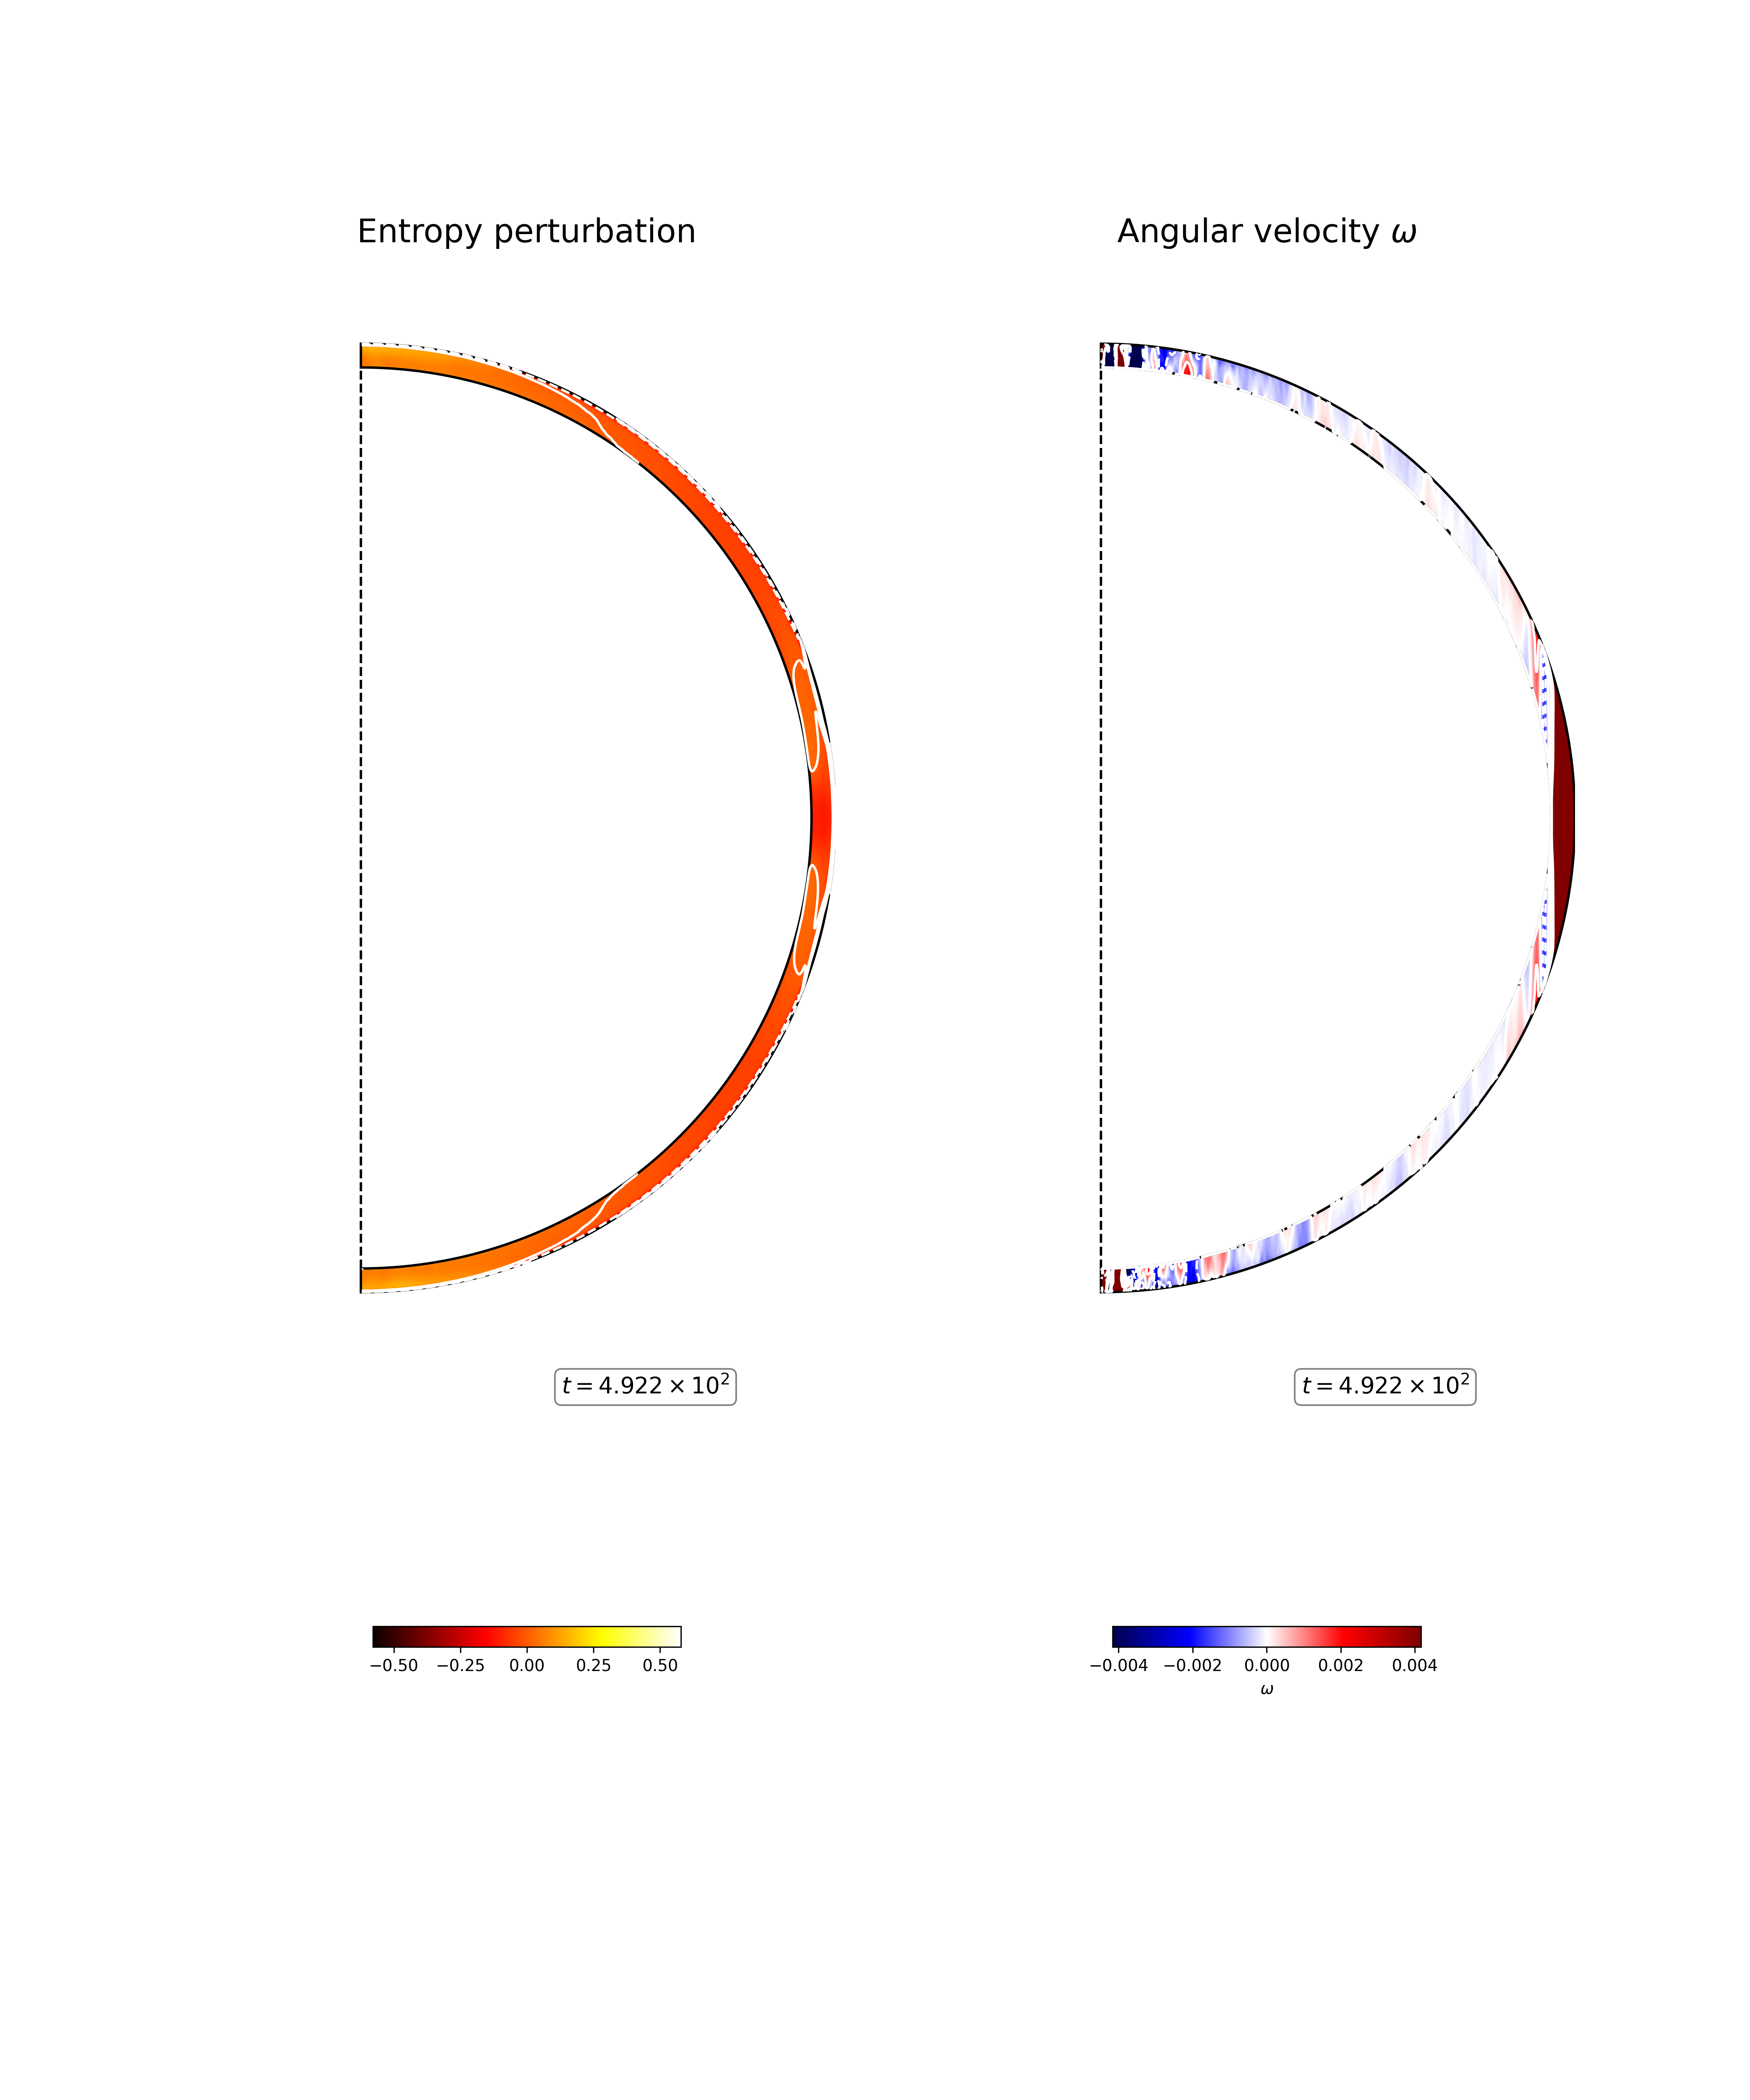 Entropy perturbation
Angular velocity ω
t = 4.922 × 10²
t = 4.922 × 10²
−0.50 −0.25 0.00 0.25 0.50
−0.004 −0.002 0.000 0.002 0.004
ω